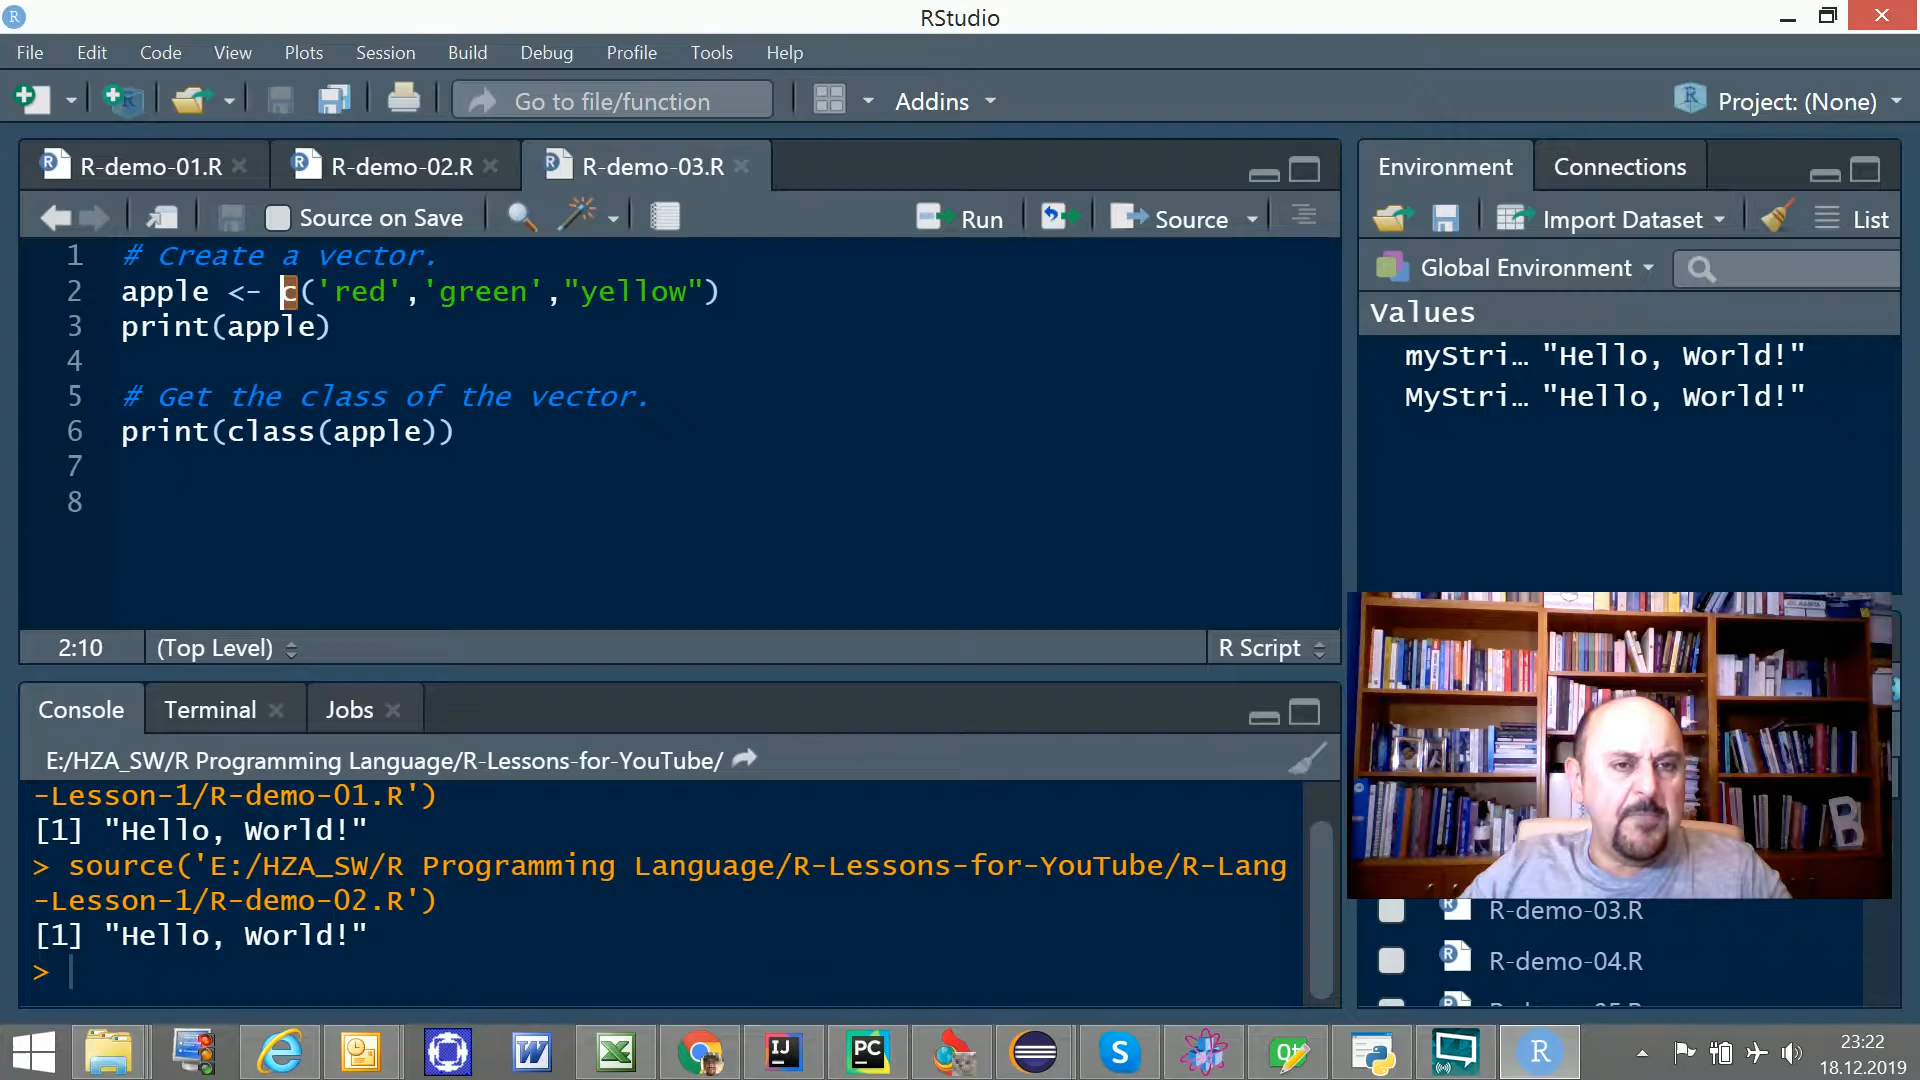 RStudio
File Edit Code View Plots Session Build Debug Profile Tools Help
Go to file/function Addins Project: (None)
R-demo-01.R R-demo-02.R R-demo-03.R
Source on Save Run Source
1 # Create a vector.
2 apple <- c('red','green',"yellow")
3 print(apple)
4
5 # Get the class of the vector.
6 print(class(apple))
7
8
2:10 (Top Level) R Script
Environment Connections
Import Dataset List
Global Environment
Values
myStri… "Hello, World!"
MyStri… "Hello, World!"
Console Terminal Jobs
E:/HZA_SW/R Programming Language/R-Lessons-for-YouTube/
-Lesson-1/R-demo-01.R')
[1] "Hello, World!"
> source('E:/HZA_SW/R Programming Language/R-Lessons-for-YouTube/R-Lang
-Lesson-1/R-demo-02.R')
[1] "Hello, World!"
>
R-demo-03.R
R-demo-04.R
23:22
18.12.2019